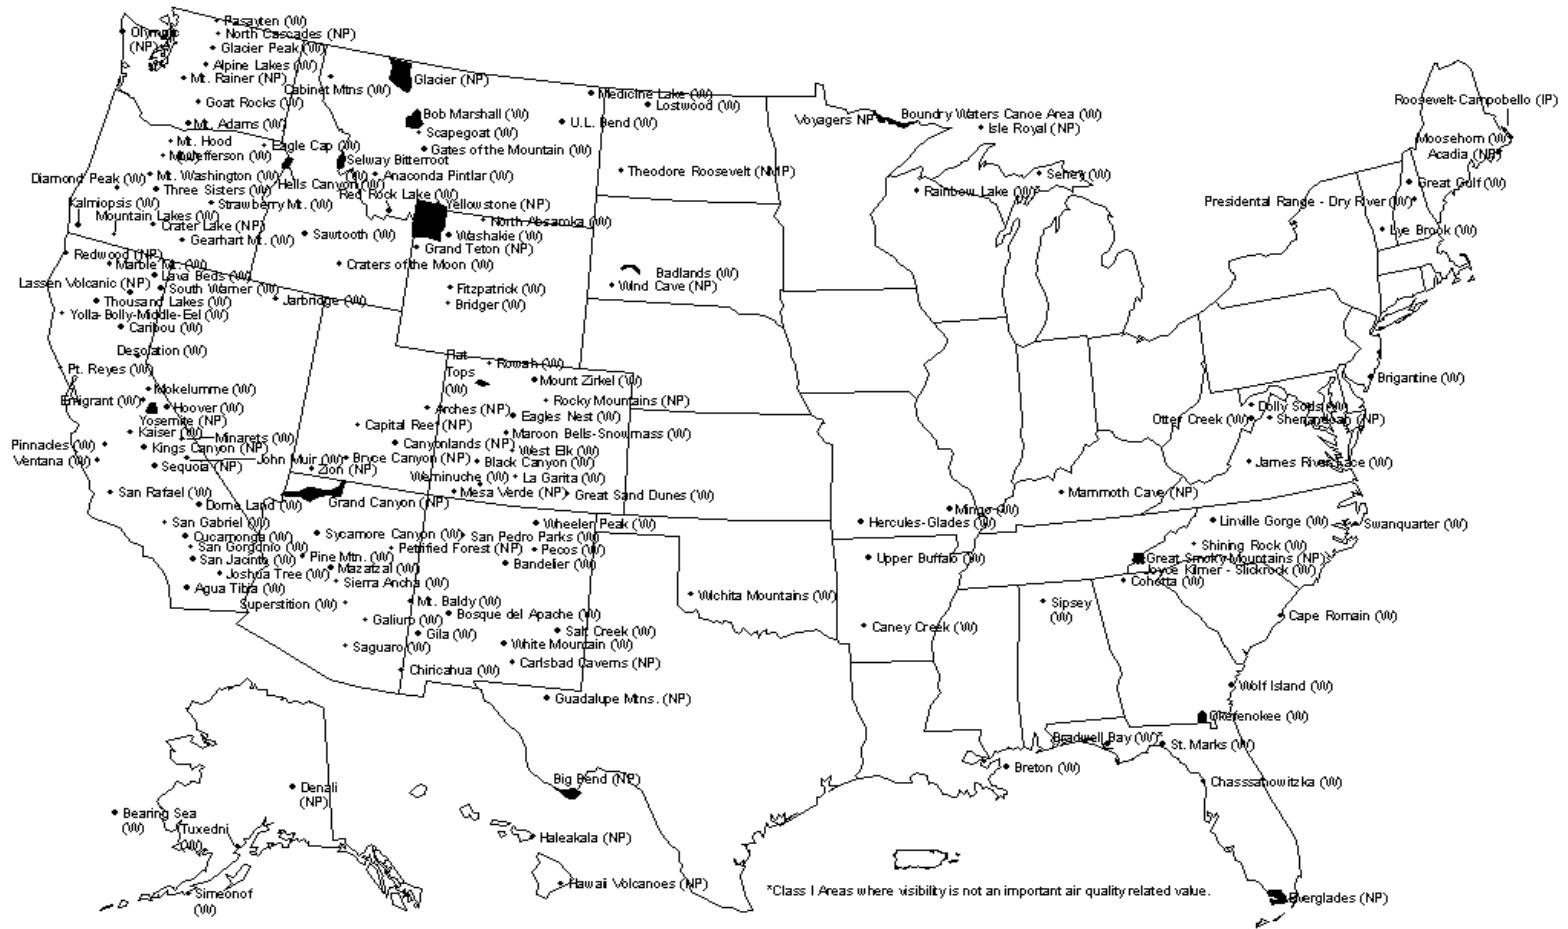 Pasayten (W)
Olympic
(NP)
North Cascades (NP)
Glacier Peak (W)
Alpine Lakes (W)
Mt. Rainer (NP)
Goat Rocks (W)
Mt. Adams (W)
Cabinet Mtns (W)
Glacier (NP)
Bob Marshall (W)
Scapegoat (W)
Gates of the Mountain (W)
Medicine Lake (W)
Lostwood (W)
U.L. Bend (W)
Theodore Roosevelt (NMP)
Voyagers NP
Boundry Waters Canoe Area (W)
Isle Royal (NP)
Seney (W)
Rainbow Lake (W)*
Roosevelt-Campobello (IP)
Moosehorn (W)
Acadia (NP)
Great Gulf (W)
Presidental Range - Dry River (W)
Lye Brook (W)
Mt. Hood
(W)
Mt. Jefferson (W)
Eagle Cap (W)
Diamond Peak (W)
Mt. Washington (W)
Three Sisters (W)
Hells Canyon (W)
Selway Bitterroot
(W)
Anaconda Pintlar (W)
Red Rock Lake (W)
Kalmiopsis (W)
Strawberry Mt. (W)
Mountain Lakes (W)
Crater Lake (NP)
Gearhart Mt. (W)
Sawtooth (W)
Yellowstone (NP)
North Absaroka (W)
Washakie (W)
Grand Teton (NP)
Craters of the Moon (W)
Fitzpatrick (W)
Bridger (W)
Badlands (W)
Wind Cave (NP)
Redwood (NP)
Marble Mt. (W)
Lava Beds (W)
Lassen Volcanic (NP)
South Warner (W)
Thousand Lakes (W)
Jarbridge (W)
Yolla-Bolly-Middle-Eel (W)
Caribou (W)
Desolation (W)
Pt. Reyes (W)
Mokelumme (W)
Emigrant (W)
Hoover (W)
Yosemite (NP)
Kaiser (W)
Minarets (W)
Pinnacles (W)
Kings Canyon (NP)
Ventana (W)
Sequoia (NP)
John Muir (W)
San Rafael (W)
Dome Land (W)
San Gabriel (W)
Cucamonga (W)
San Gorgonio (W)
San Jacinto (W)
Joshua Tree (W)
Agua Tibia (W)
Flat
Tops
(W)
Rowah (W)
Mount Zirkel (W)
Rocky Mountains (NP)
Arches (NP)
Eagles Nest (W)
Capital Reef (NP)
Maroon Bells-Snowmass (W)
Canyonlands (NP)
West Elk (W)
Bryce Canyon (NP)
Black Canyon (W)
Zion (NP)
Weminuche (W)
La Garita (W)
Mesa Verde (NP)
Great Sand Dunes (W)
Grand Canyon (NP)
Wheeler Peak (W)
Sycamore Canyon (W)
San Pedro Parks (W)
Petrified Forest (NP)
Pecos (W)
Pine Mtn. (W)
Mazatzal (W)
Bandelier (W)
Sierra Ancha (W)
Superstition (W)
Mt. Baldy (W)
Bosque del Apache (W)
Galiuro (W)
Gila (W)
Salt Creek (W)
Saguaro (W)
White Mountain (W)
Chiricahua (W)
Carlsbad Caverns (NP)
Guadalupe Mtns. (NP)
Big Bend (NP)
Wichita Mountains (W)
Mingo (W)
Hercules-Glades (W)
Upper Buffalo (W)
Caney Creek (W)
Mammoth Cave (NP)
Brigantine (W)
Dolly Sods (W)
Otter Creek (W)
Shenandoah (NP)
James River Face (W)
Linville Gorge (W)
Swanquarter (W)
Shining Rock (W)
Great Smoky Mountains (NP)
Joyce Kilmer - Slickrock (W)
Cohotta (W)
Sipsey
(W)
Cape Romain (W)
Wolf Island (W)
Okefenokee (W)
Bradwell Bay (W)*
St. Marks (W)
Breton (W)
Chasssahowitzka (W)
Everglades (NP)
Denali
(NP)
Bearing Sea
(W)
Tuxedni
(W)
Simeonof
(W)
Haleakala (NP)
Hawaii Volcanoes (NP)
*Class I Areas where visibility is not an important air quality related value.